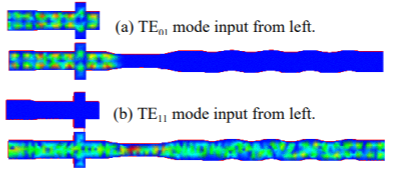 (a) TE₀₁ mode input from left.
(b) TE₁₁ mode input from left.